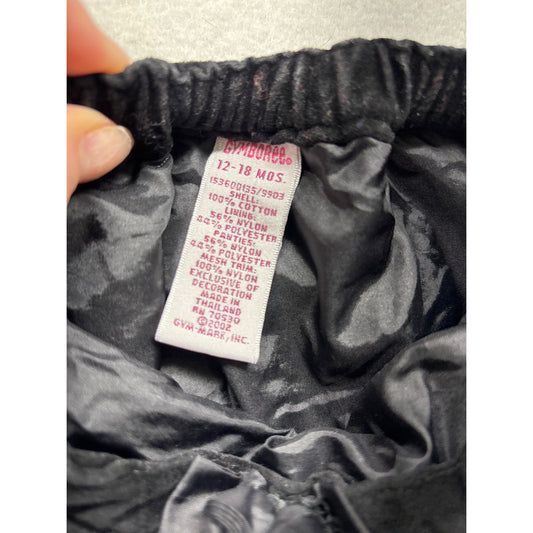 GYMBOREE®
12-18 MOS.
153600135/9503
SHELL:
100% COTTON
LINING:
56% NYLON
44% POLYESTER
PANTIES:
56% NYLON
44% POLYESTER
MESH TRIM:
100% NYLON
EXCLUSIVE OF
DECORATION
MADE IN
THAILAND
RN 70530
©2002
GYM-MARK, INC.